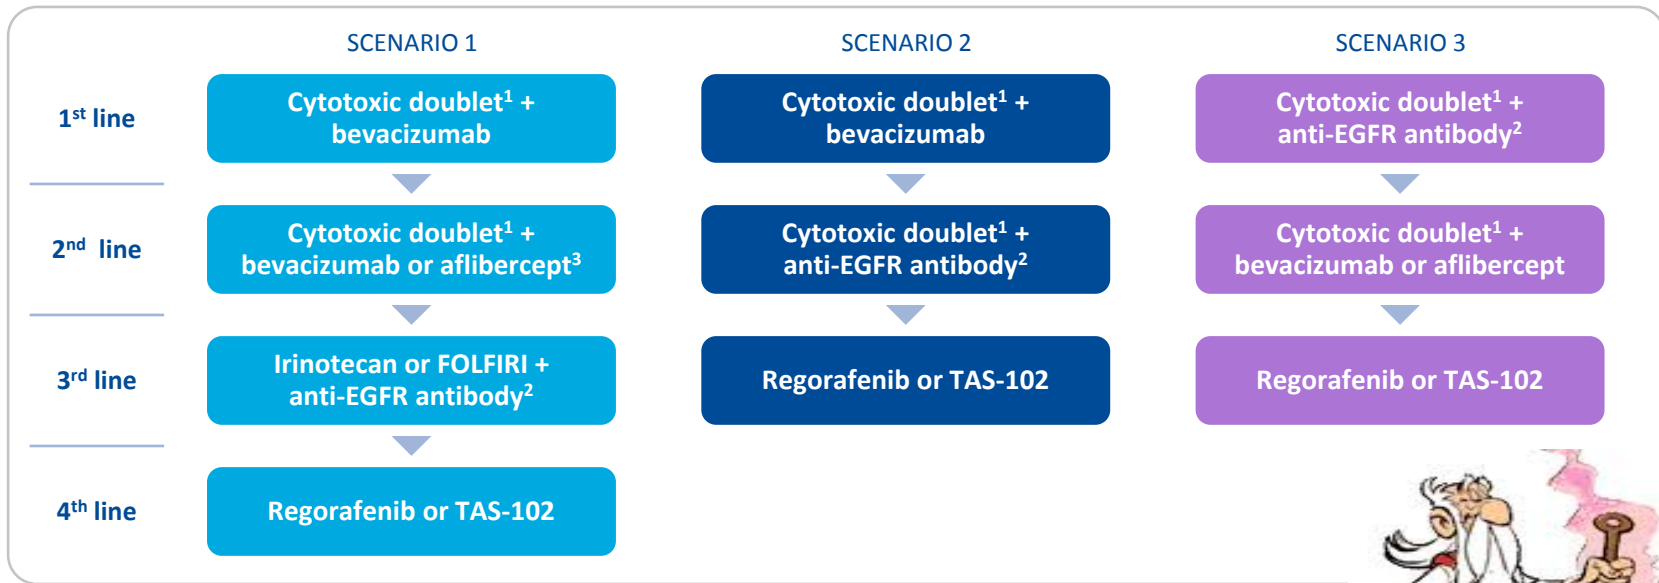 SCENARIO 1 SCENARIO 2 SCENARIO 3
1st line
Cytotoxic doublet1 +
bevacizumab
Cytotoxic doublet1 +
bevacizumab
Cytotoxic doublet1 +
anti-EGFR antibody2
2nd line
Cytotoxic doublet1 +
bevacizumab or aflibercept3
Cytotoxic doublet1 +
anti-EGFR antibody2
Cytotoxic doublet1 +
bevacizumab or aflibercept
3rd line
Irinotecan or FOLFIRI +
anti-EGFR antibody2
Regorafenib or TAS-102
Regorafenib or TAS-102
4th line
Regorafenib or TAS-102